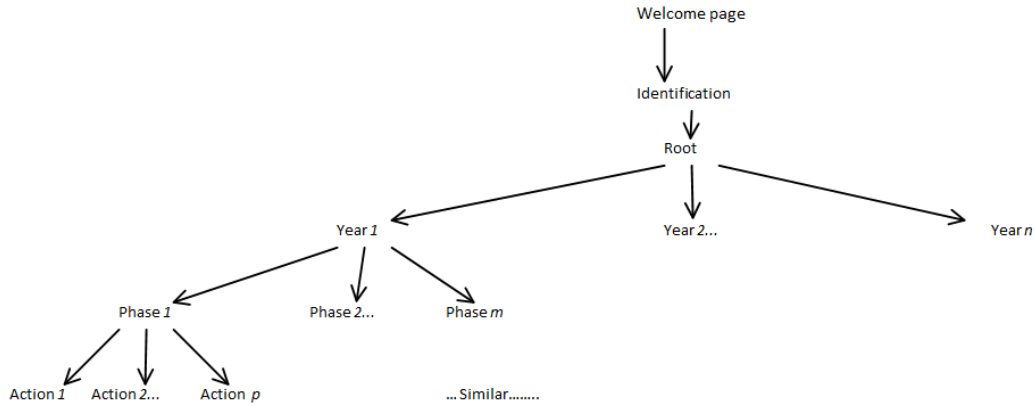 Welcome page
Identification
Root
Year 1 Year 2... Year n
Phase 1 Phase 2... Phase m
Action 1 Action 2... Action p ...Similar........